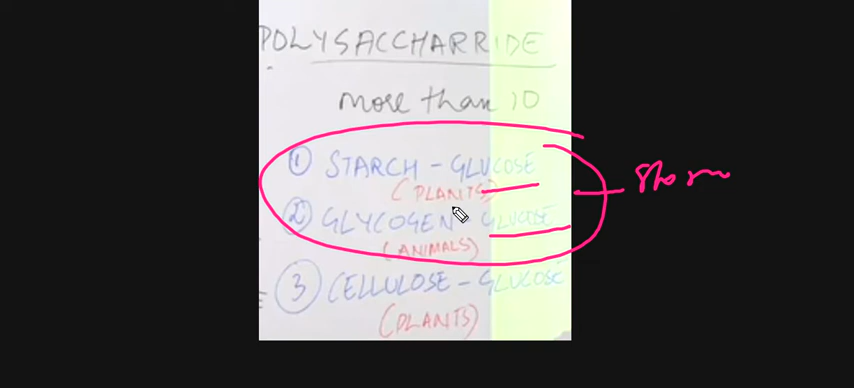 POLYSACCHARRIDE
more than 10
① STARCH - GLUCOSE
(PLANTS)
② GLYCOGEN GLUCOSE
(ANIMALS)
③ CELLULOSE - GLUCOSE
(PLANTS)